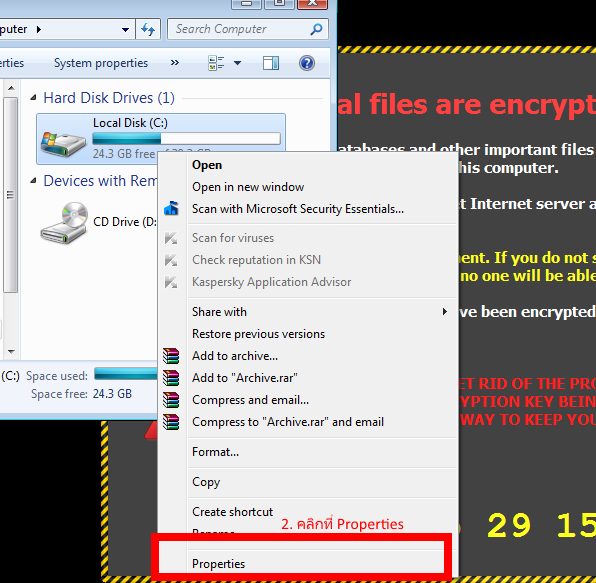 puter
Search Computer
erties
System properties
»
Hard Disk Drives (1)
Local Disk (C:)
24.3 GB free
Devices with Rem
CD Drive (D:
(C:)
Space used:
Space free: 24.3 GB
Open
Open in new window
Scan with Microsoft Security Essentials...
Scan for viruses
Check reputation in KSN
Kaspersky Application Advisor
Share with
Restore previous versions
Add to archive...
Add to "Archive.rar"
Compress and email...
Compress to "Archive.rar" and email
Format...
Copy
Create shortcut
2. คลิกที่ Properties
Properties
al files are encrypt
atabases and other important files
his computer.
t Internet server a
ent. If you do not s
no one will be able
ve been encrypted
ET RID OF THE PRO
YPTION KEY BEIN
WAY TO KEEP YOU
29 15